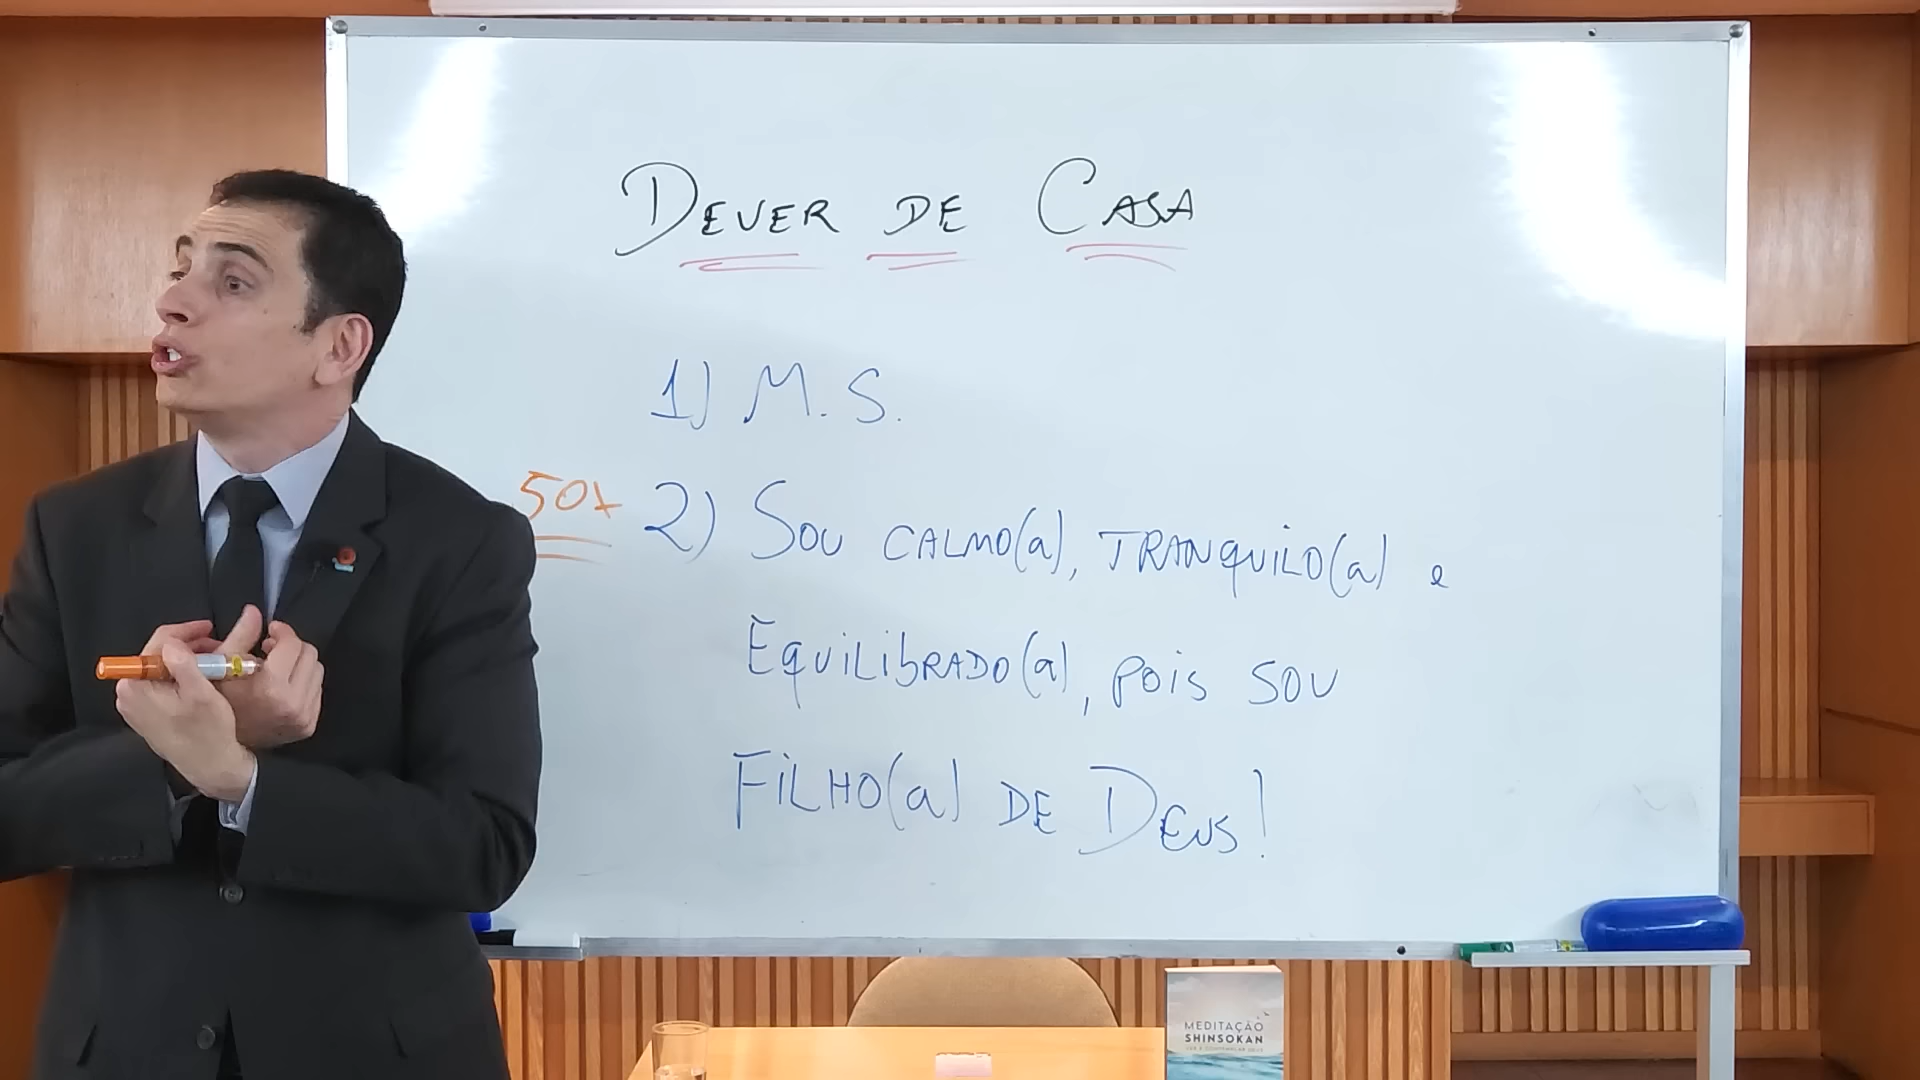 DEVER DE CASA
1) M. S.
50x 2) SOU CALMO(a), TRANQUILO(a) e
EQUILIBRADO(a), POIS SOU
FILHO(a) DE DEUS!
MEDITAÇÃO
SHINSOKAN